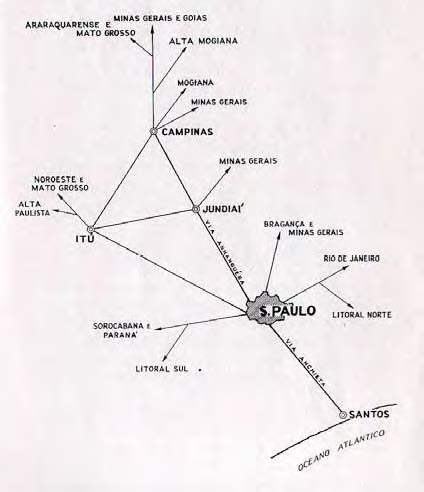 MINAS GERAIS E GOIAS
ARARAQUARENSE E
MATO GROSSO
ALTA MOGIANA
MOGIANA
MINAS GERAIS
CAMPINAS
MINAS GERAIS
NOROESTE E
MATO GROSSO
ALTA
PAULISTA
JUNDIAÍ
ITÚ
VIA ANHANGUÉRA
BRAGANÇA E
MINAS GERAIS
RIO DE JANEIRO
S. PAULO
LITORAL NORTE
SOROCABANA E
PARANÁ
LITORAL SUL
VIA ANCHIETA
SANTOS
OCEANO ATLANTICO